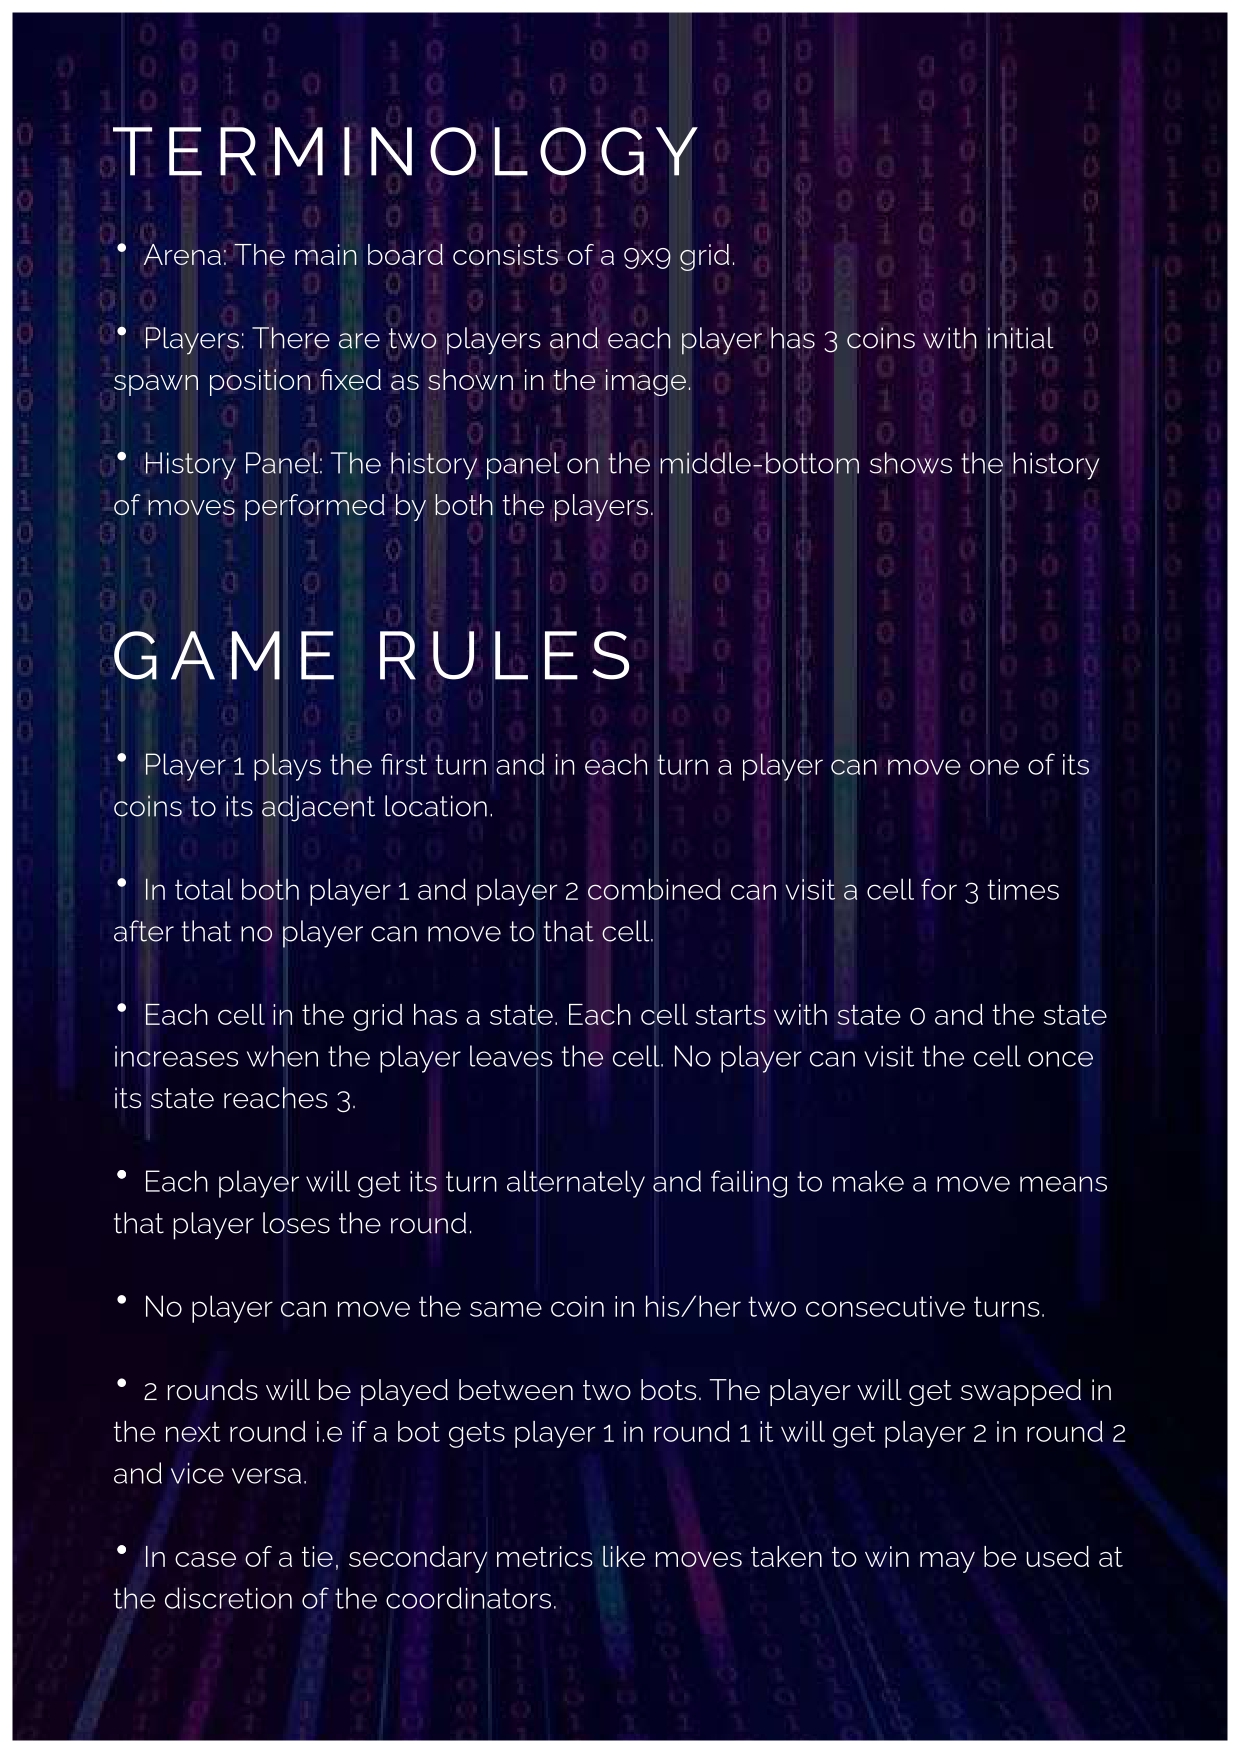 TERMINOLOGY
• Arena: The main board consists of a 9x9 grid.
• Players: There are two players and each player has 3 coins with initial
spawn position fixed as shown in the image.
• History Panel: The history panel on the middle-bottom shows the history
of moves performed by both the players.
GAME RULES
• Player 1 plays the first turn and in each turn a player can move one of its
coins to its adjacent location.
• In total both player 1 and player 2 combined can visit a cell for 3 times
after that no player can move to that cell.
• Each cell in the grid has a state. Each cell starts with state 0 and the state
increases when the player leaves the cell. No player can visit the cell once
its state reaches 3.
• Each player will get its turn alternately and failing to make a move means
that player loses the round.
• No player can move the same coin in his/her two consecutive turns.
• 2 rounds will be played between two bots. The player will get swapped in
the next round i.e if a bot gets player 1 in round 1 it will get player 2 in round 2
and vice versa.
• In case of a tie, secondary metrics like moves taken to win may be used at
the discretion of the coordinators.